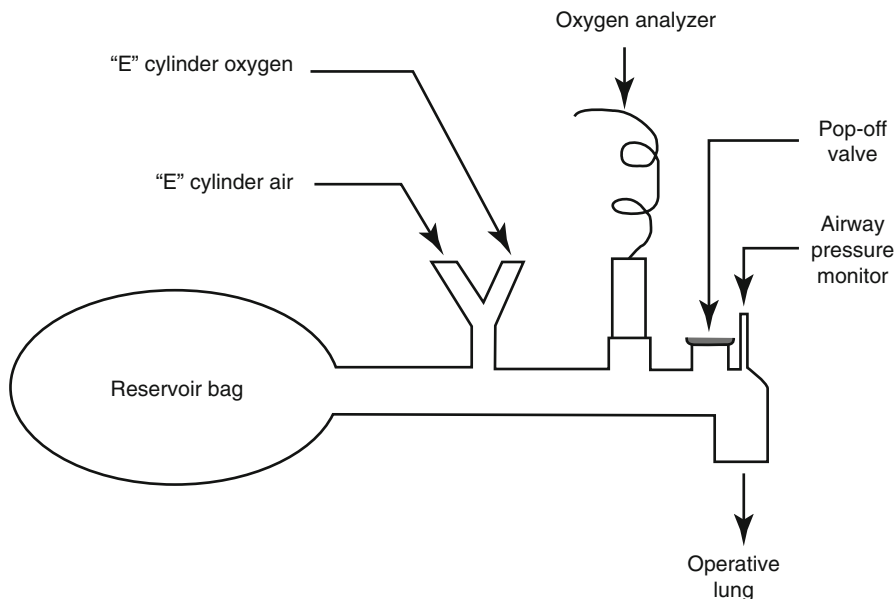 Oxygen analyzer
“E” cylinder oxygen
“E” cylinder air
Pop-off
valve
Airway
pressure
monitor
Reservoir bag
Operative
lung